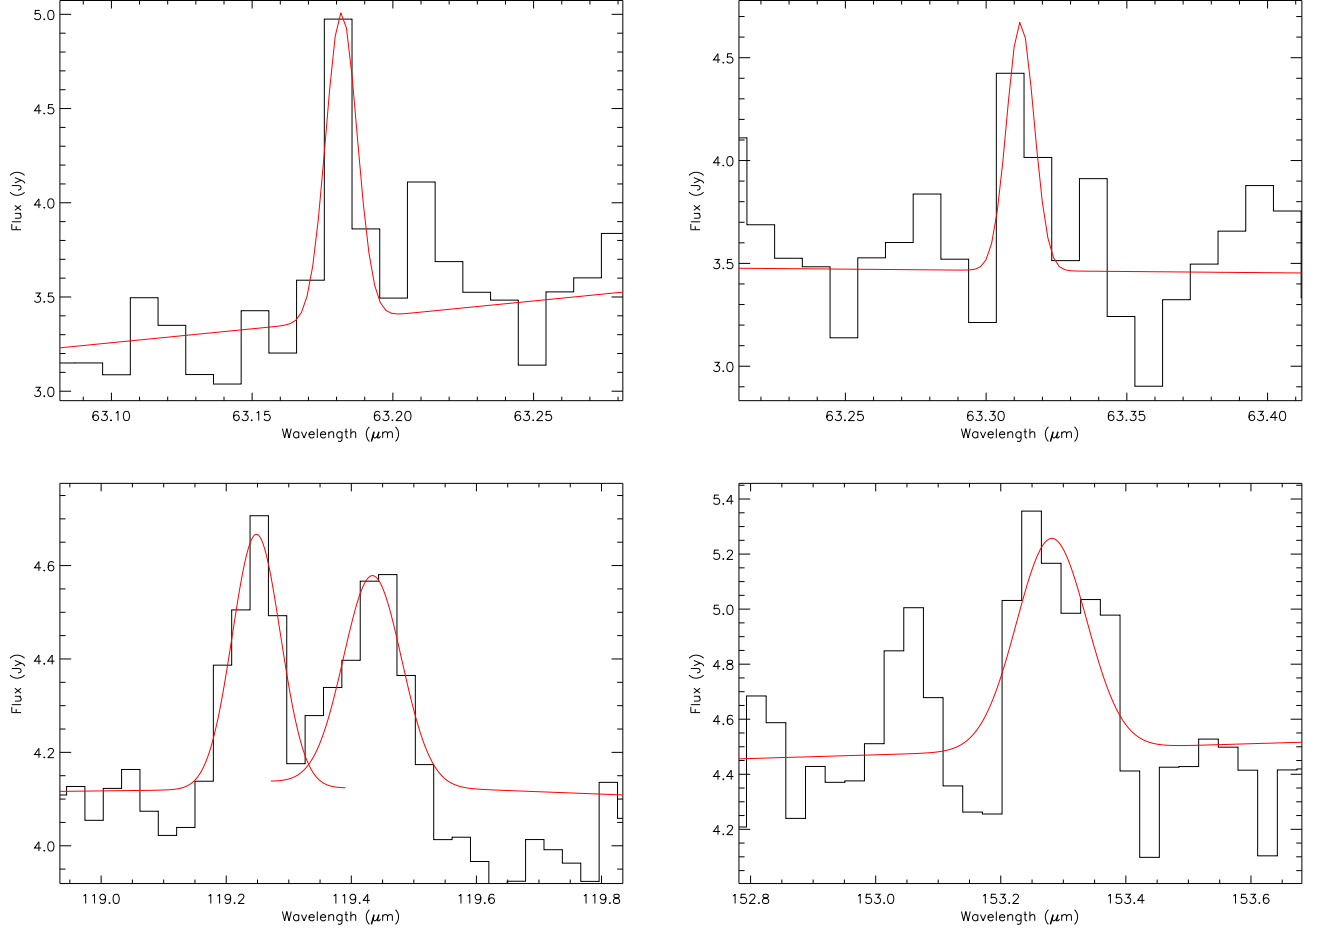 5.0
4.5
4.0
3.5
3.0
Flux (Jy)
63.10 63.15 63.20 63.25
Wavelength (μm)
4.5
4.0
3.5
3.0
Flux (Jy)
63.25 63.30 63.35 63.40
Wavelength (μm)
4.6
4.4
4.2
4.0
Flux (Jy)
119.0 119.2 119.4 119.6 119.8
Wavelength (μm)
5.4
5.2
5.0
4.8
4.6
4.4
4.2
Flux (Jy)
152.8 153.0 153.2 153.4 153.6
Wavelength (μm)